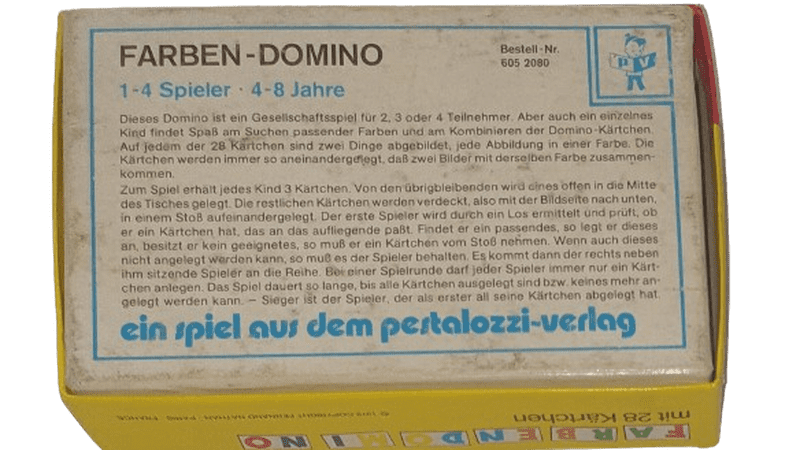 FARBEN-DOMINO
Bestell-Nr.
605 2080
1-4 Spieler · 4-8 Jahre
p v
Dieses Domino ist ein Gesellschaftsspiel für 2, 3 oder 4 Teilnehmer. Aber auch ein einzelnes
Kind findet Spaß am Suchen passender Farben und am Kombinieren der Domino-Kärtchen.
Auf jedem der 28 Kärtchen sind zwei Dinge abgebildet, jede Abbildung in einer Farbe. Die
Kärtchen werden immer so aneinandergelegt, daß zwei Bilder mit derselben Farbe zusammen-
kommen.
Zum Spiel erhält jedes Kind 3 Kärtchen. Von den übrigbleibenden wird eines offen in die Mitte
des Tisches gelegt. Die restlichen Kärtchen werden verdeckt, also mit der Bildseite nach unten,
in einem Stoß aufeinandergelegt. Der erste Spieler wird durch ein Los ermittelt und prüft, ob
er ein Kärtchen hat, das an das aufliegende paßt. Findet er ein passendes, so legt er dieses
an, besitzt er kein geeignetes, so muß er ein Kärtchen vom Stoß nehmen. Wenn auch dieses
nicht angelegt werden kann, so muß es der Spieler behalten. Es kommt dann der rechts neben
ihm sitzende Spieler an die Reihe. Bei einer Spielrunde darf jeder Spieler immer nur ein Kärt-
chen anlegen. Das Spiel dauert so lange, bis alle Kärtchen ausgelegt sind bzw. keines mehr an-
gelegt werden kann. – Sieger ist der Spieler, der als erster all seine Kärtchen abgelegt hat.
ein spiel aus dem pestalozzi-verlag
mit 28 Kärtchen
COPYRIGHT FERNAND NATHAN · PARIS · FRANCE
FARBENDOMINO